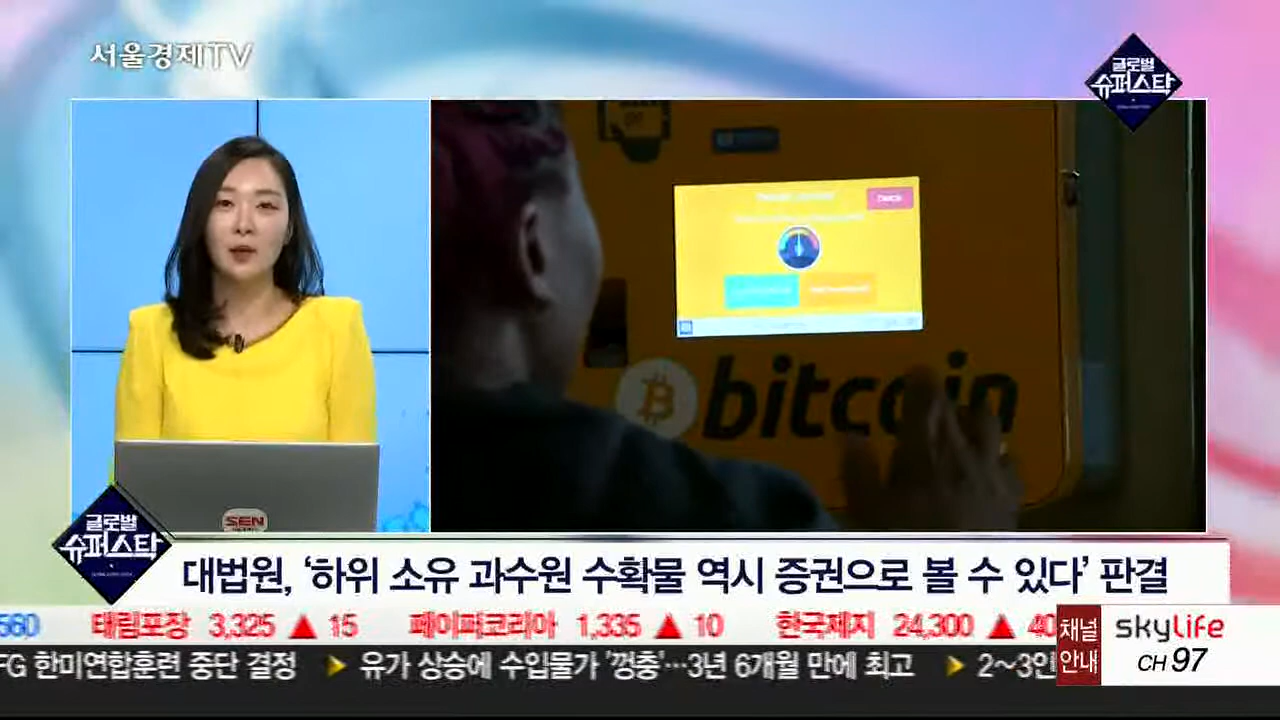 서울경제TV
글로벌
슈퍼스탁
bitcoin
SEN
글로벌
슈퍼스탁
대법원, ‘하위 소유 과수원 수확물 역시 증권으로 볼 수 있다’ 판결
560 태림포장 3,325 ▲ 15 페이퍼코리아 1,335 ▲ 10 한국제지 24,300 ▲ 40
FG 한미연합훈련 중단 결정 ▶ 유가 상승에 수입물가 '껑충'…3년 6개월 만에 최고 ▶ 2~3인
채널
안내
skylife
CH 97